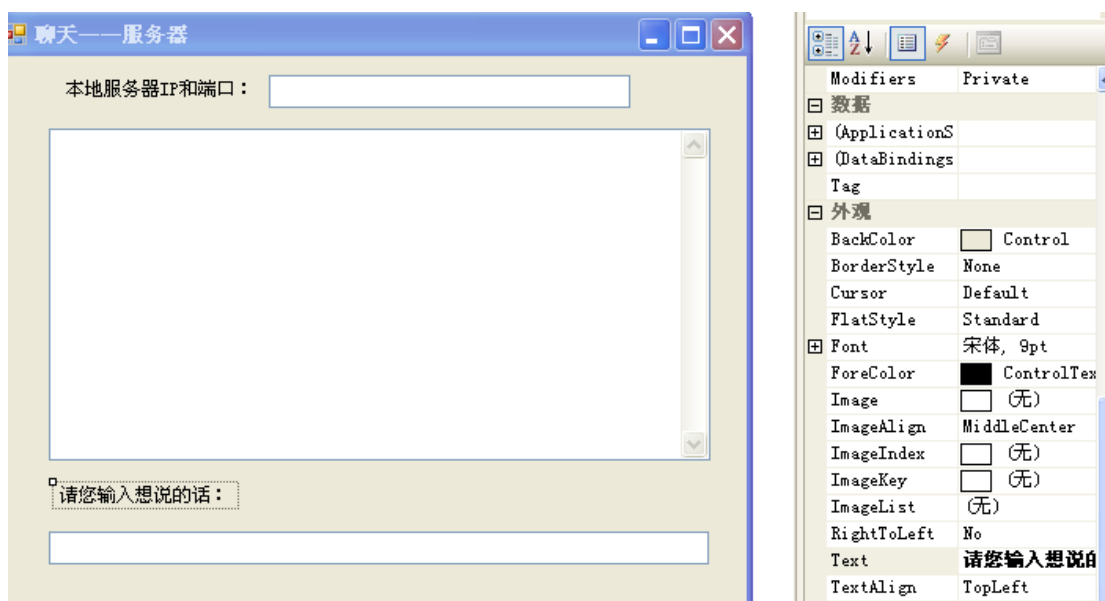 聊天——服务器
本地服务器IP和端口：
请您输入想说的话：
Modifiers Private
数据
(ApplicationS
(DataBindings
Tag
外观
BackColor Control
BorderStyle None
Cursor Default
FlatStyle Standard
Font 宋体, 9pt
ForeColor ControlTex
Image (无)
ImageAlign MiddleCenter
ImageIndex (无)
ImageKey (无)
ImageList (无)
RightToLeft No
Text 请您输入想说的
TextAlign TopLeft